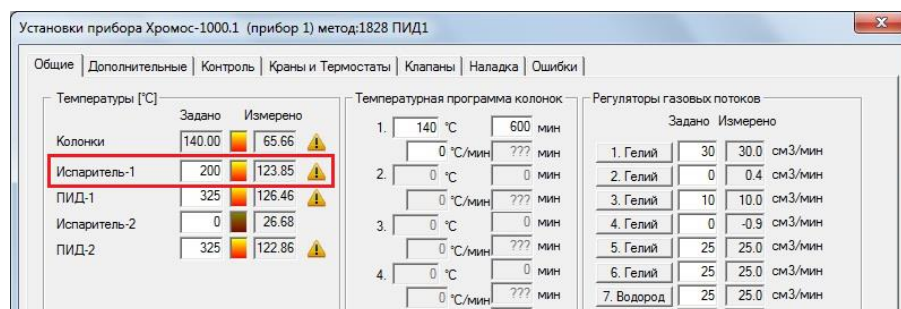 Установки прибора Хромос-1000.1 (прибор 1) метод:1828 ПИД1
Общие Дополнительные Контроль Краны и Термостаты Клапаны Наладка Ошибки
Температуры [°C]
Задано Измерено
Колонки 140.00 65.66
Испаритель-1 200 123.85
ПИД-1 325 126.46
Испаритель-2 0 26.68
ПИД-2 325 122.86
Температурная программа колонок
1. 140 °C 600 мин
0 °C/мин ??? мин
2. 0 °C 0 мин
0 °C/мин ??? мин
3. 0 °C 0 мин
0 °C/мин ??? мин
4. 0 °C 0 мин
0 °C/мин ??? мин
Регуляторы газовых потоков
Задано Измерено
1. Гелий 30 30.0 см3/мин
2. Гелий 0 0.4 см3/мин
3. Гелий 10 10.0 см3/мин
4. Гелий 0 -0.9 см3/мин
5. Гелий 25 25.0 см3/мин
6. Гелий 25 25.0 см3/мин
7. Водород 25 25.0 см3/мин